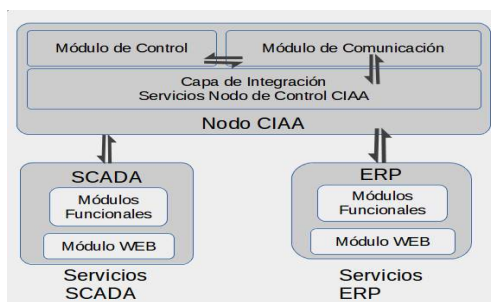 Módulo de Control
Módulo de Comunicación
Capa de Integración
Servicios Nodo de Control CIAA
Nodo CIAA
SCADA
Módulos
Funcionales
Módulo WEB
Servicios
SCADA
ERP
Módulos
Funcionales
Módulo WEB
Servicios
ERP